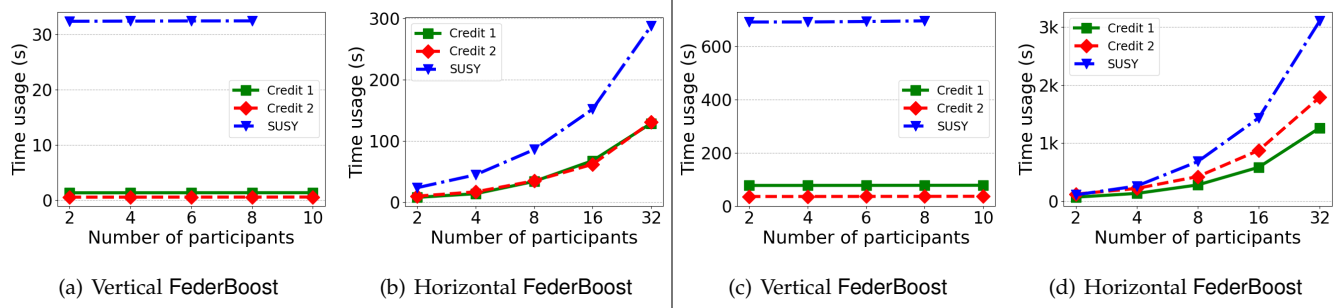 Time usage (s)
30
20
10
0
Credit 1
Credit 2
SUSY
2 4 6 8 10
Number of participants
(a) Vertical FederBoost
Time usage (s)
300
200
100
0
Credit 1
Credit 2
SUSY
2 4 8 16 32
Number of participants
(b) Horizontal FederBoost
Time usage (s)
600
400
200
0
Credit 1
Credit 2
SUSY
2 4 6 8 10
Number of participants
(c) Vertical FederBoost
Time usage (s)
3k
2k
1k
0
Credit 1
Credit 2
SUSY
2 4 8 16 32
Number of participants
(d) Horizontal FederBoost